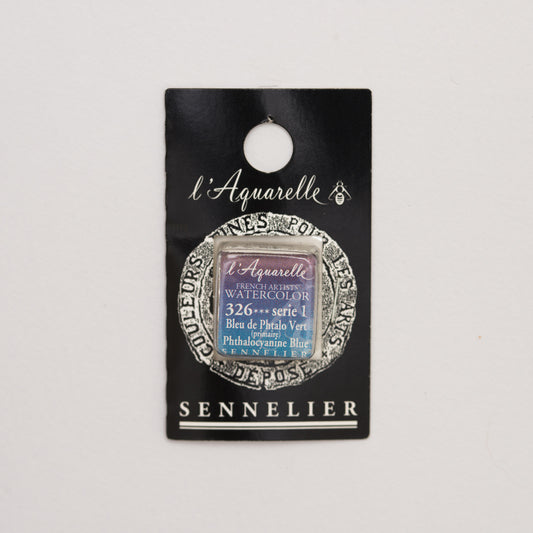 l'Aquarelle
COULEURS FINES POUR LES ARTS
DÉPOSÉ
l'Aquarelle
FRENCH ARTISTS'
WATERCOLOR
326*** serie 1
Bleu de Phtalo Vert
(primaire)
Phthalocyanine Blue
SENNELIER
SENNELIER